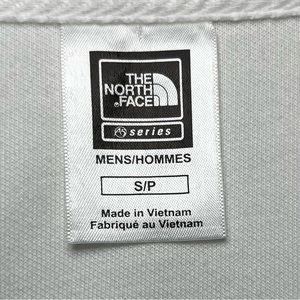 THE
NORTH
FACE
series
MENS/HOMMES
S/P
Made in Vietnam
Fabriqué au Vietnam